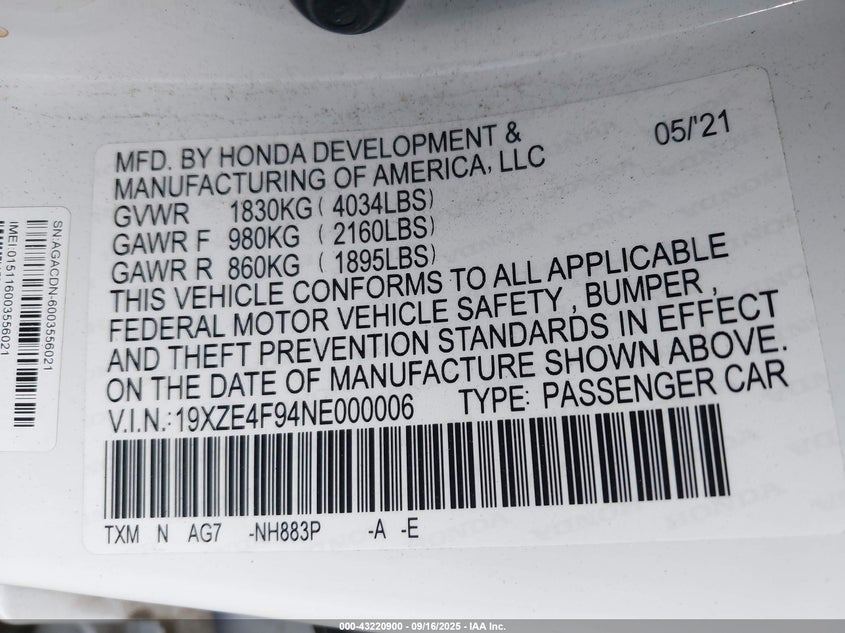 MFD. BY HONDA DEVELOPMENT & 05/'21
MANUFACTURING OF AMERICA, LLC
GVWR 1830KG ( 4034LBS)
GAWR F 980KG ( 2160LBS)
GAWR R 860KG ( 1895LBS)
THIS VEHICLE CONFORMS TO ALL APPLICABLE
FEDERAL MOTOR VEHICLE SAFETY , BUMPER ,
AND THEFT PREVENTION STANDARDS IN EFFECT
ON THE DATE OF MANUFACTURE SHOWN ABOVE.
V.I.N.:19XZE4F94NE000006 TYPE: PASSENGER CAR
TXM N AG7 -NH883P -A -E
SN:AGACDN-6003556021
IMEI:015116003556021
000-43220900 - 09/16/2025 - IAA Inc.